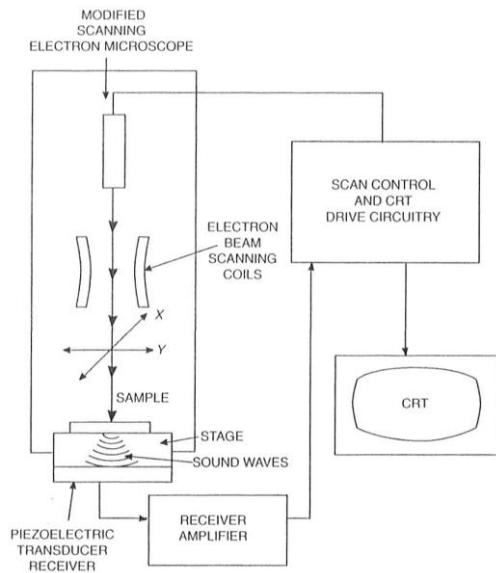 MODIFIED
SCANNING
ELECTRON MICROSCOPE
SCAN CONTROL
AND CRT
DRIVE CIRCUITRY
ELECTRON
BEAM
SCANNING
COILS
X
Y
SAMPLE
CRT
STAGE
SOUND WAVES
PIEZOELECTRIC
TRANSDUCER
RECEIVER
RECEIVER
AMPLIFIER